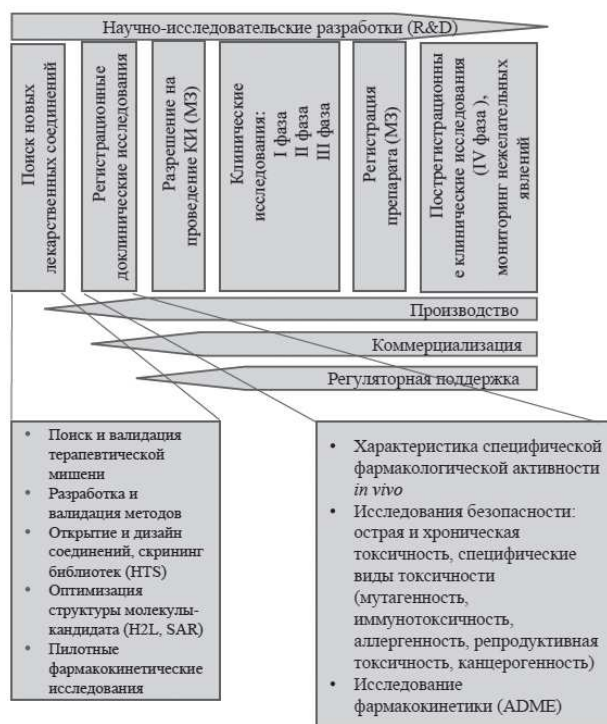 Научно-исследовательские разработки (R&D)
Поиск новых
лекарственных соединений
Регистрационные
доклинические исследования
Разрешение на
проведение КИ (МЗ)
Клинические
исследования:
I фаза
II фаза
III фаза
Регистрация
препарата (МЗ)
Пострегистрационны
е клинические исследования
(IV фаза ),
мониторинг нежелательных
явлений
Производство
Коммерциализация
Регуляторная поддержка
• Поиск и валидация
терапевтической
мишени
• Разработка и
валидация методов
• Открытие и дизайн
соединений, скрининг
библиотек (HTS)
• Оптимизация
структуры молекулы-
кандидата (H2L, SAR)
• Пилотные
фармакокинетические
исследования
• Характеристика специфической
фармакологической активности
in vivo
• Исследования безопасности:
острая и хроническая
токсичность, специфические
виды токсичности
(мутагенность,
иммунотоксичность,
аллергенность, репродуктивная
токсичность, канцерогенность)
• Исследование
фармакокинетики (ADME)